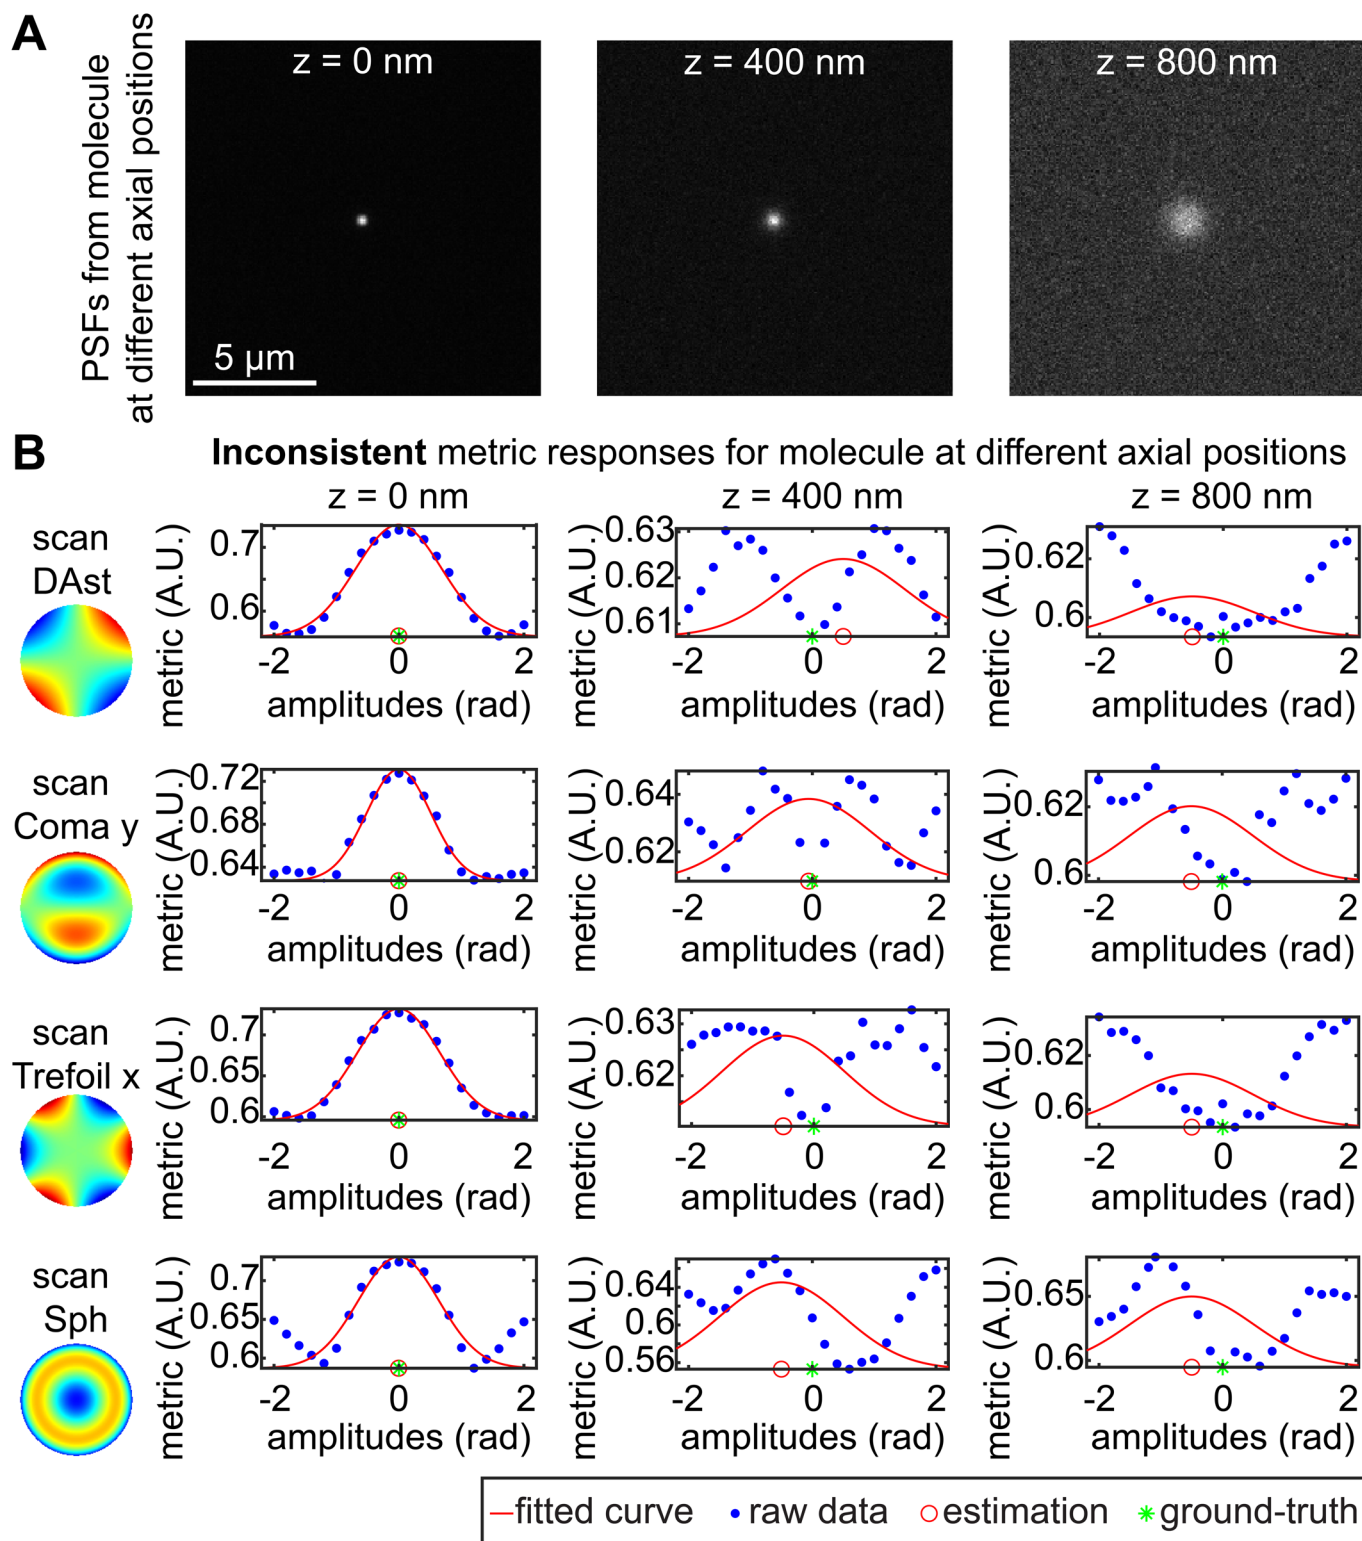 A
PSFs from molecule
at different axial positions
z = 0 nm
z = 400 nm
z = 800 nm
5 μm
B
Inconsistent metric responses for molecule at different axial positions
z = 0 nm
z = 400 nm
z = 800 nm
scan
DAst
metric (A.U.)
0.7
0.6
-2 0 2
amplitudes (rad)
metric (A.U.)
0.63
0.62
0.61
-2 0 2
amplitudes (rad)
metric (A.U.)
0.62
0.6
-2 0 2
amplitudes (rad)
scan
Coma y
metric (A.U.)
0.72
0.68
0.64
-2 0 2
amplitudes (rad)
metric (A.U.)
0.64
0.62
-2 0 2
amplitudes (rad)
metric (A.U.)
0.62
0.6
-2 0 2
amplitudes (rad)
scan
Trefoil x
metric (A.U.)
0.7
0.65
0.6
-2 0 2
amplitudes (rad)
metric (A.U.)
0.63
0.62
-2 0 2
amplitudes (rad)
metric (A.U.)
0.62
0.6
-2 0 2
amplitudes (rad)
scan
Sph
metric (A.U.)
0.7
0.65
0.6
-2 0 2
amplitudes (rad)
metric (A.U.)
0.64
0.6
0.56
-2 0 2
amplitudes (rad)
metric (A.U.)
0.65
0.6
-2 0 2
amplitudes (rad)
fitted curve raw data estimation ground-truth